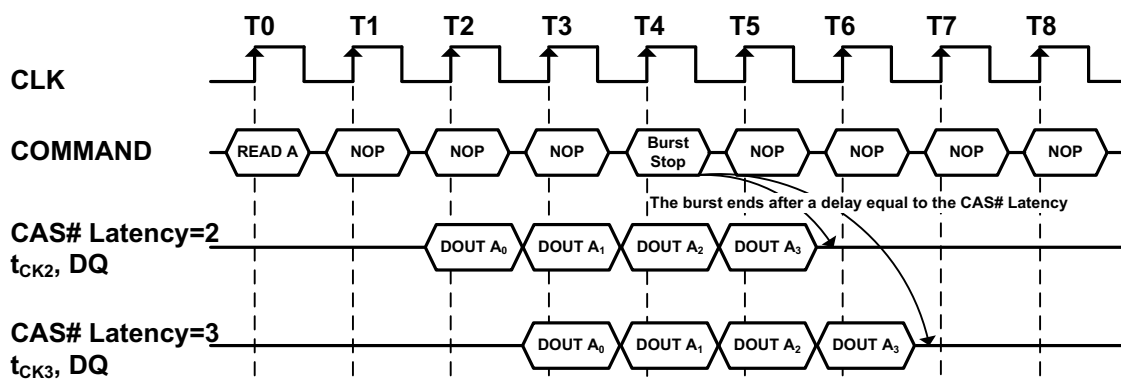 T0 T1 T2 T3 T4 T5 T6 T7 T8
CLK
COMMAND READ A NOP NOP NOP Burst Stop NOP NOP NOP NOP
The burst ends after a delay equal to the CAS# Latency
CAS# Latency=2
tCK2, DQ DOUT A0 DOUT A1 DOUT A2 DOUT A3
CAS# Latency=3
tCK3, DQ DOUT A0 DOUT A1 DOUT A2 DOUT A3